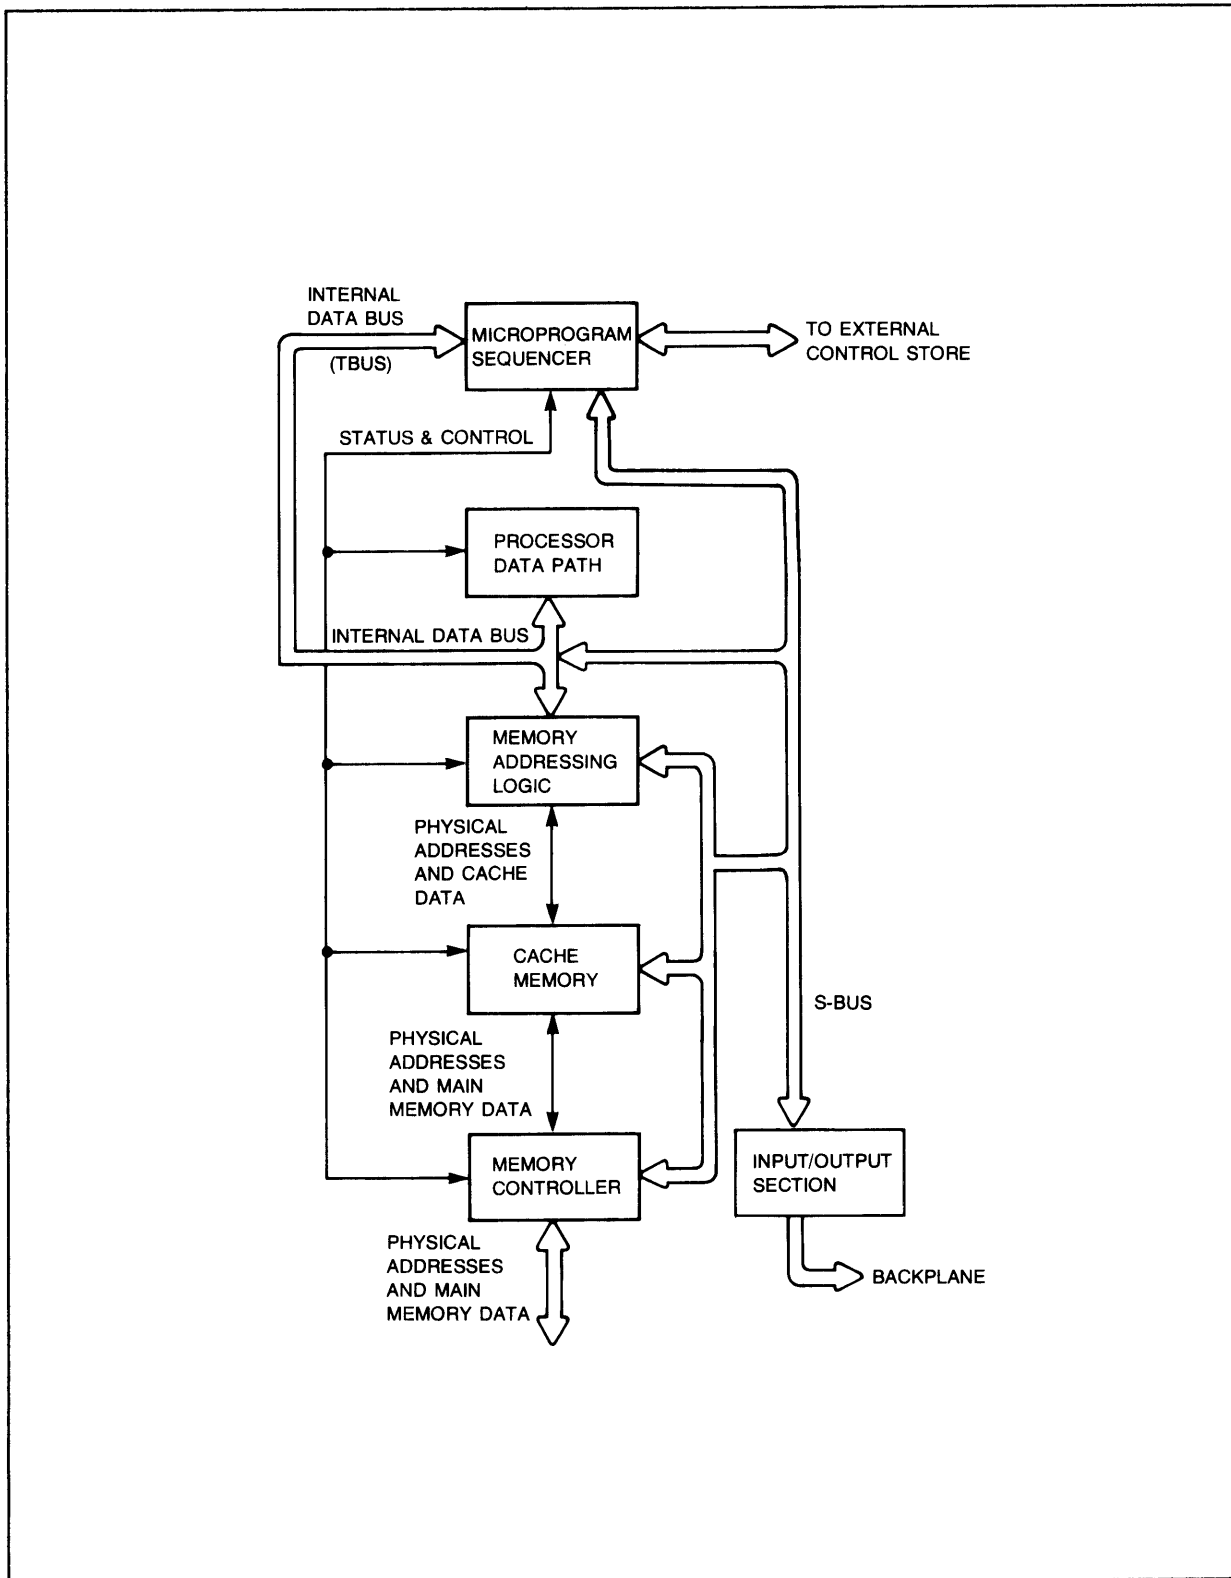 INTERNAL
DATA BUS
(TBUS)
MICROPROGRAM
SEQUENCER
TO EXTERNAL
CONTROL STORE
STATUS & CONTROL
PROCESSOR
DATA PATH
INTERNAL DATA BUS
MEMORY
ADDRESSING
LOGIC
PHYSICAL
ADDRESSES
AND CACHE
DATA
CACHE
MEMORY
S-BUS
PHYSICAL
ADDRESSES
AND MAIN
MEMORY DATA
MEMORY
CONTROLLER
INPUT/OUTPUT
SECTION
PHYSICAL
ADDRESSES
AND MAIN
MEMORY DATA
BACKPLANE